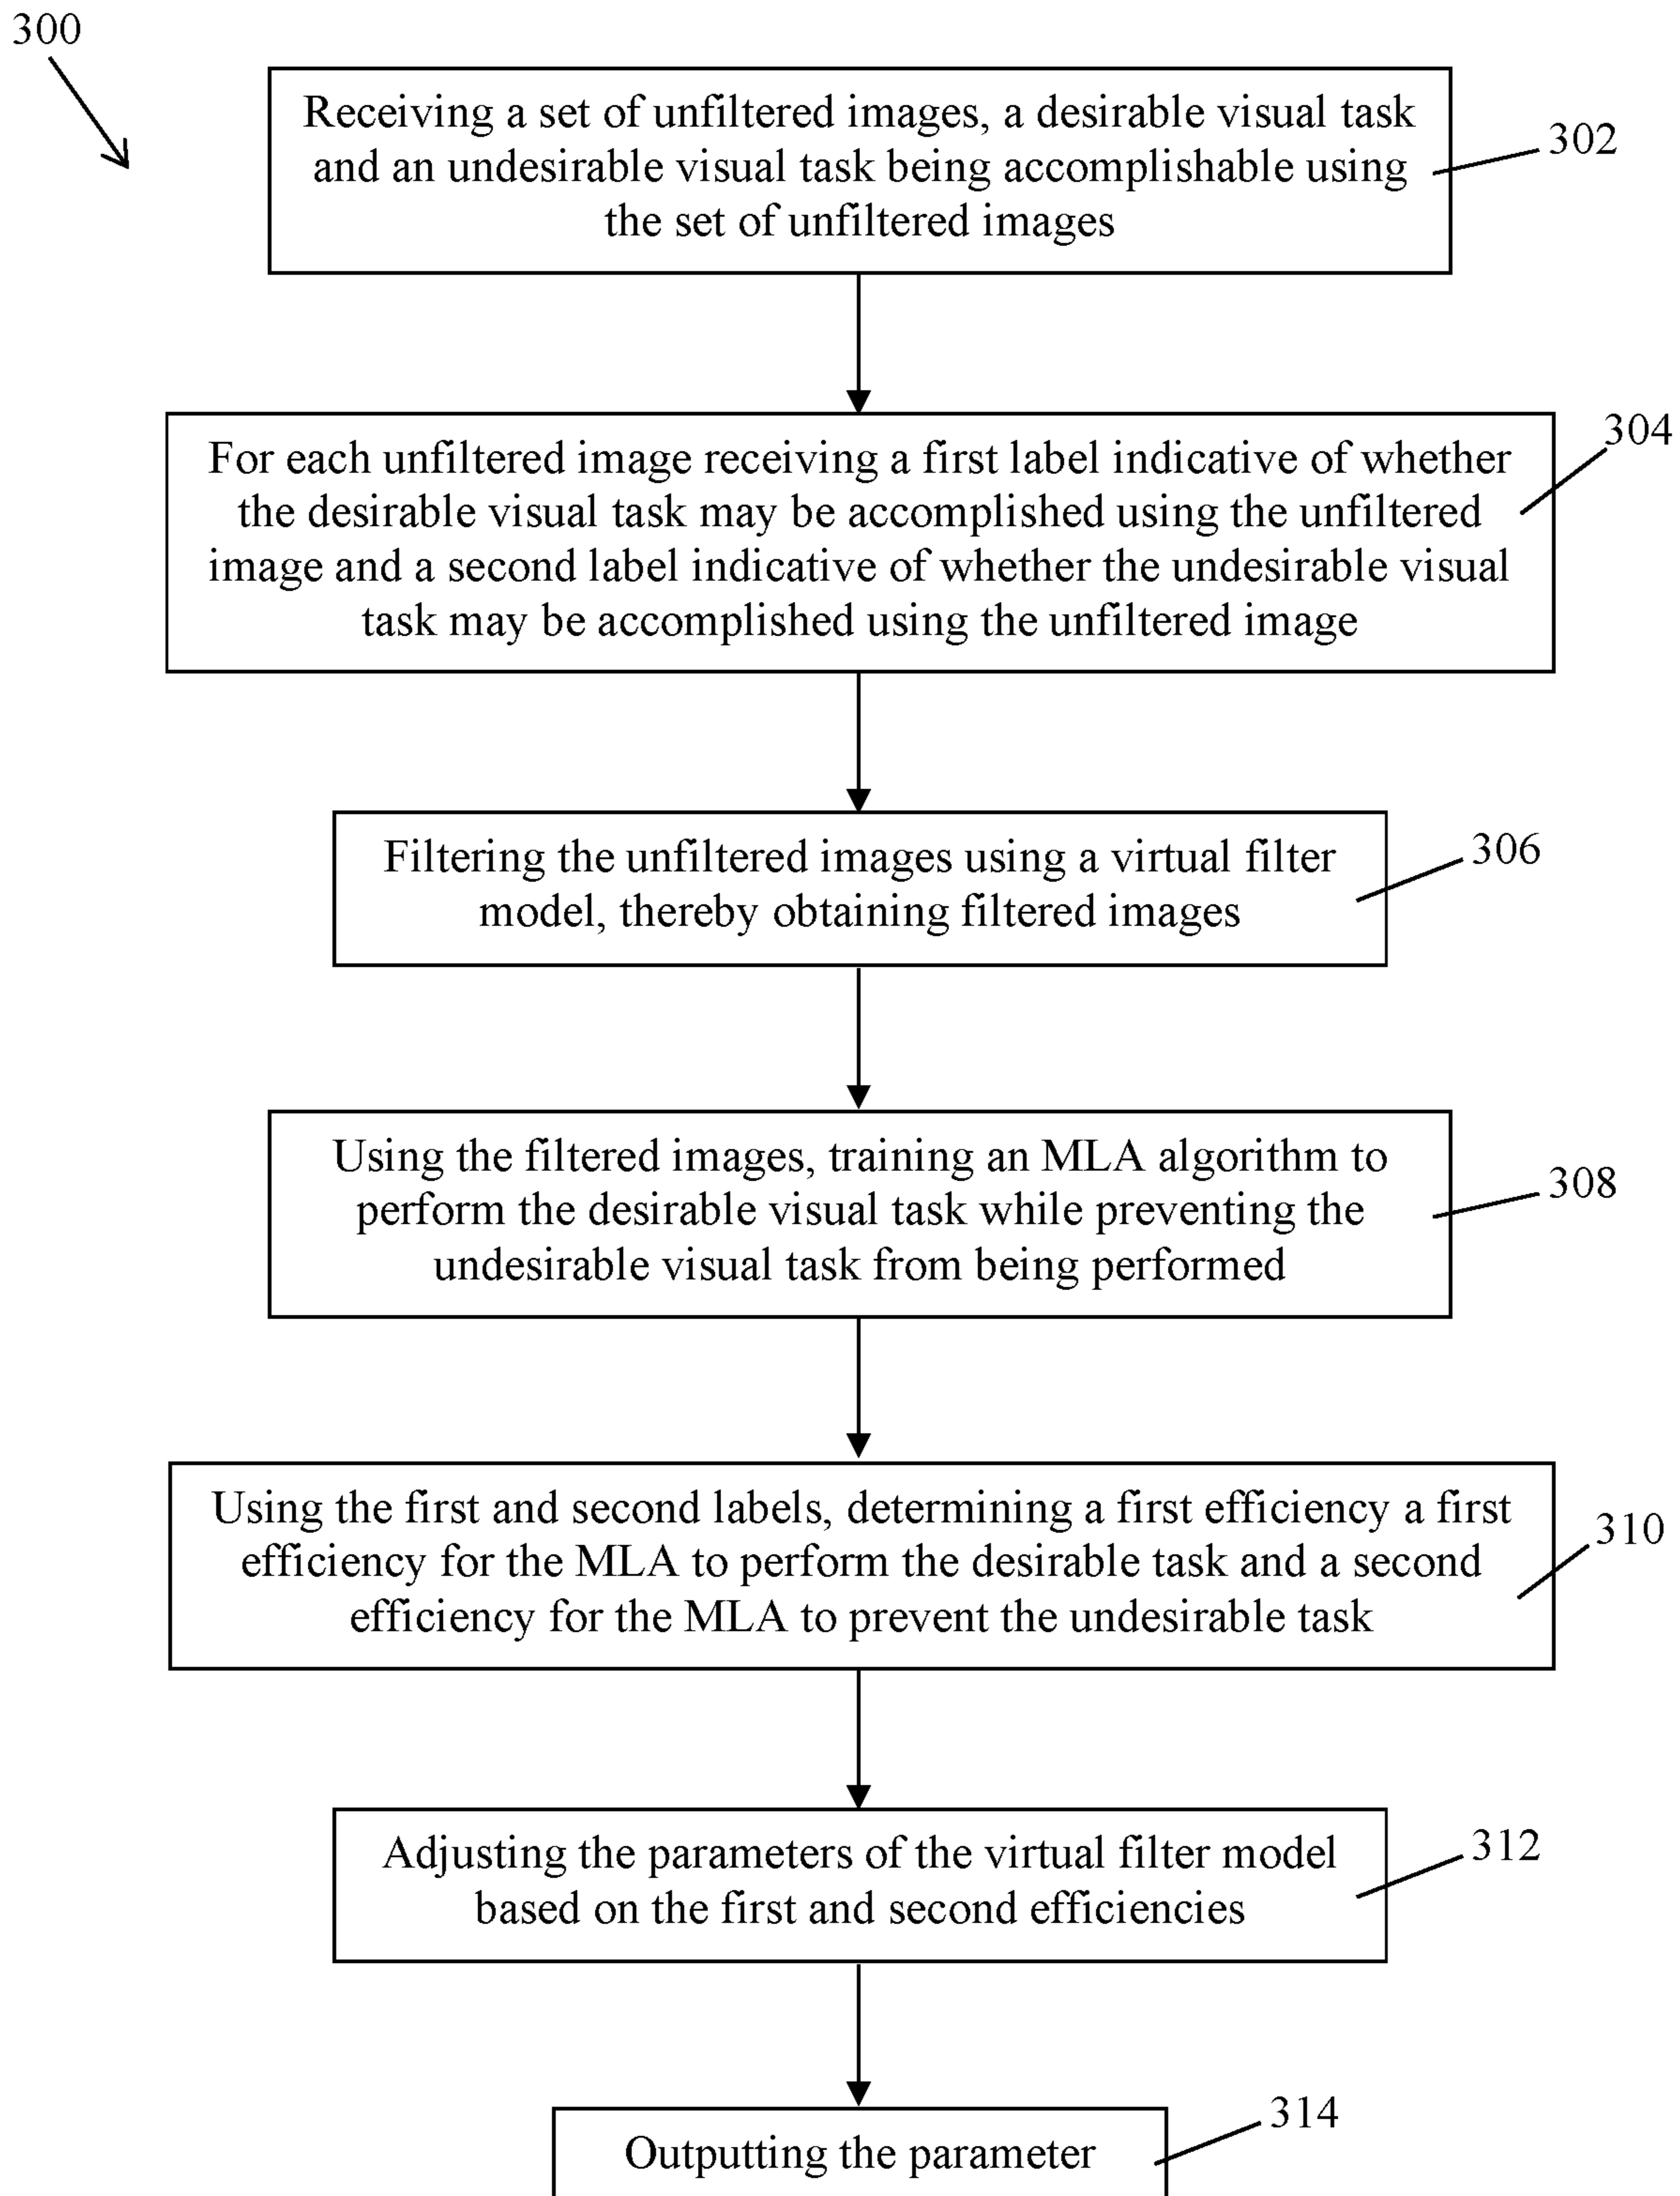 300
Receiving a set of unfiltered images, a desirable visual task
and an undesirable visual task being accomplishable using
the set of unfiltered images
302
For each unfiltered image receiving a first label indicative of whether
the desirable visual task may be accomplished using the unfiltered
image and a second label indicative of whether the undesirable visual
task may be accomplished using the unfiltered image
304
Filtering the unfiltered images using a virtual filter
model, thereby obtaining filtered images
306
Using the filtered images, training an MLA algorithm to
perform the desirable visual task while preventing the
undesirable visual task from being performed
308
Using the first and second labels, determining a first efficiency a first
efficiency for the MLA to perform the desirable task and a second
efficiency for the MLA to prevent the undesirable task
310
Adjusting the parameters of the virtual filter model
based on the first and second efficiencies
312
Outputting the parameter
314